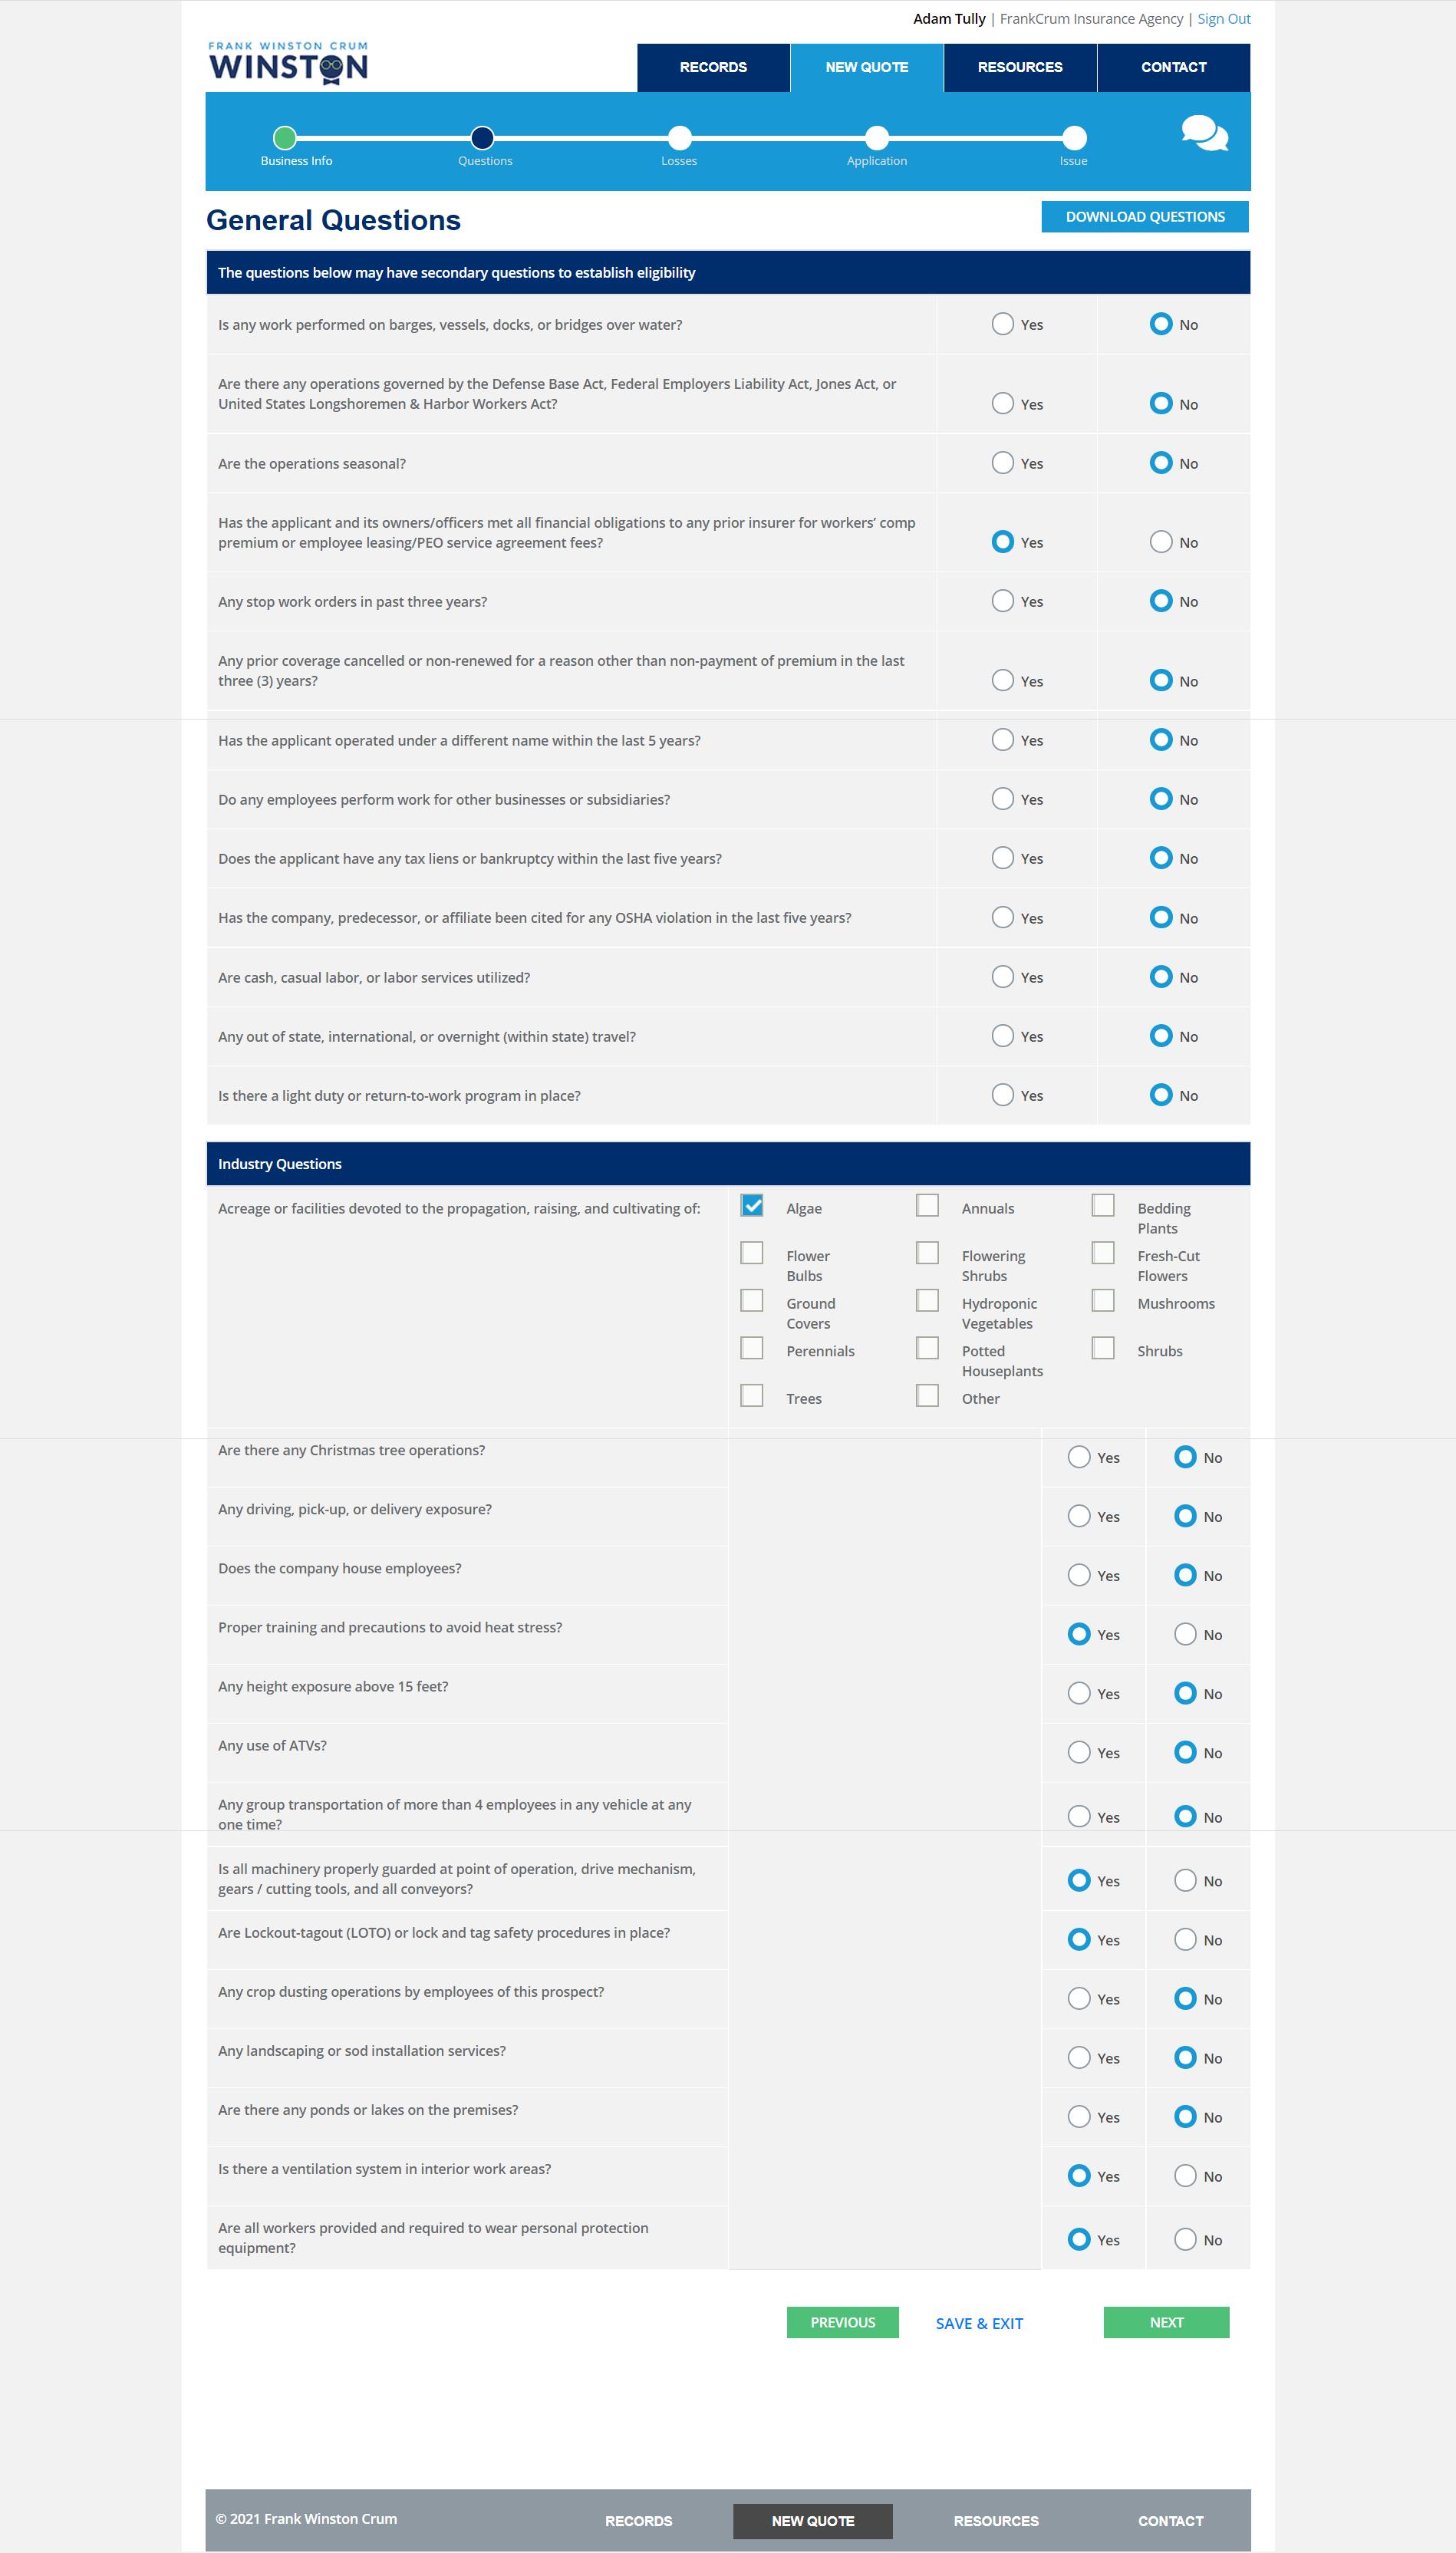 Adam Tully | FrankCrum Insurance Agency | Sign Out
FRANK WINSTON CRUM
WINSTON
RECORDS
NEW QUOTE
RESOURCES
CONTACT
Business Info
Questions
Losses
Application
Issue
General Questions
DOWNLOAD QUESTIONS
The questions below may have secondary questions to establish eligibility
Is any work performed on barges, vessels, docks, or bridges over water?
Yes
No
Are there any operations governed by the Defense Base Act, Federal Employers Liability Act, Jones Act, or
United States Longshoremen & Harbor Workers Act?
Yes
No
Are the operations seasonal?
Yes
No
Has the applicant and its owners/officers met all financial obligations to any prior insurer for workers' comp
premium or employee leasing/PEO service agreement fees?
Yes
No
Any stop work orders in past three years?
Yes
No
Any prior coverage cancelled or non-renewed for a reason other than non-payment of premium in the last
three (3) years?
Yes
No
Has the applicant operated under a different name within the last 5 years?
Yes
No
Do any employees perform work for other businesses or subsidiaries?
Yes
No
Does the applicant have any tax liens or bankruptcy within the last five years?
Yes
No
Has the company, predecessor, or affiliate been cited for any OSHA violation in the last five years?
Yes
No
Are cash, casual labor, or labor services utilized?
Yes
No
Any out of state, international, or overnight (within state) travel?
Yes
No
Is there a light duty or return-to-work program in place?
Yes
No
Industry Questions
Acreage or facilities devoted to the propagation, raising, and cultivating of:
Algae
Annuals
Bedding
Plants
Flower
Bulbs
Flowering
Shrubs
Fresh-Cut
Flowers
Ground
Covers
Hydroponic
Vegetables
Mushrooms
Perennials
Potted
Houseplants
Shrubs
Trees
Other
Are there any Christmas tree operations?
Yes
No
Any driving, pick-up, or delivery exposure?
Yes
No
Does the company house employees?
Yes
No
Proper training and precautions to avoid heat stress?
Yes
No
Any height exposure above 15 feet?
Yes
No
Any use of ATVs?
Yes
No
Any group transportation of more than 4 employees in any vehicle at any
one time?
Yes
No
Is all machinery properly guarded at point of operation, drive mechanism,
gears / cutting tools, and all conveyors?
Yes
No
Are Lockout-tagout (LOTO) or lock and tag safety procedures in place?
Yes
No
Any crop dusting operations by employees of this prospect?
Yes
No
Any landscaping or sod installation services?
Yes
No
Are there any ponds or lakes on the premises?
Yes
No
Is there a ventilation system in interior work areas?
Yes
No
Are all workers provided and required to wear personal protection
equipment?
Yes
No
PREVIOUS
SAVE & EXIT
NEXT
© 2021 Frank Winston Crum
RECORDS
NEW QUOTE
RESOURCES
CONTACT